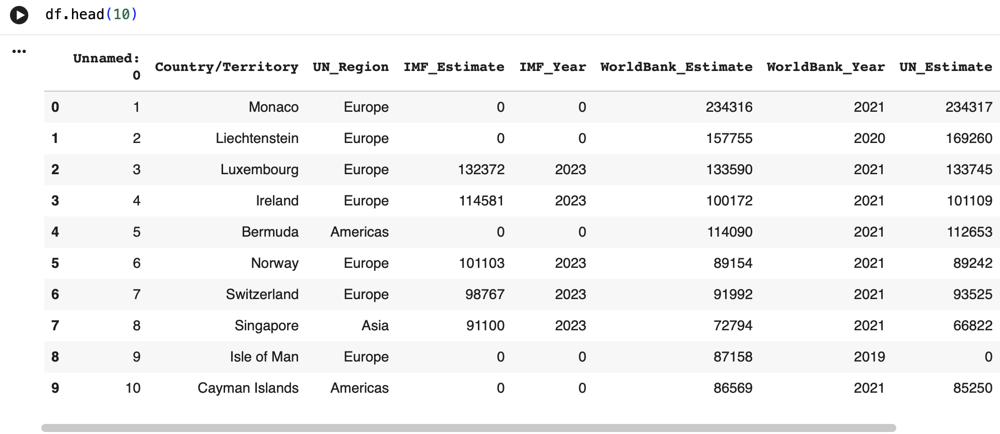 df.head(10)
Unnamed: 0 Country/Territory UN_Region IMF_Estimate IMF_Year WorldBank_Estimate WorldBank_Year UN_Estimate
0 1 Monaco Europe 0 0 234316 2021 234317
1 2 Liechtenstein Europe 0 0 157755 2020 169260
2 3 Luxembourg Europe 132372 2023 133590 2021 133745
3 4 Ireland Europe 114581 2023 100172 2021 101109
4 5 Bermuda Americas 0 0 114090 2021 112653
5 6 Norway Europe 101103 2023 89154 2021 89242
6 7 Switzerland Europe 98767 2023 91992 2021 93525
7 8 Singapore Asia 91100 2023 72794 2021 66822
8 9 Isle of Man Europe 0 0 87158 2019 0
9 10 Cayman Islands Americas 0 0 86569 2021 85250